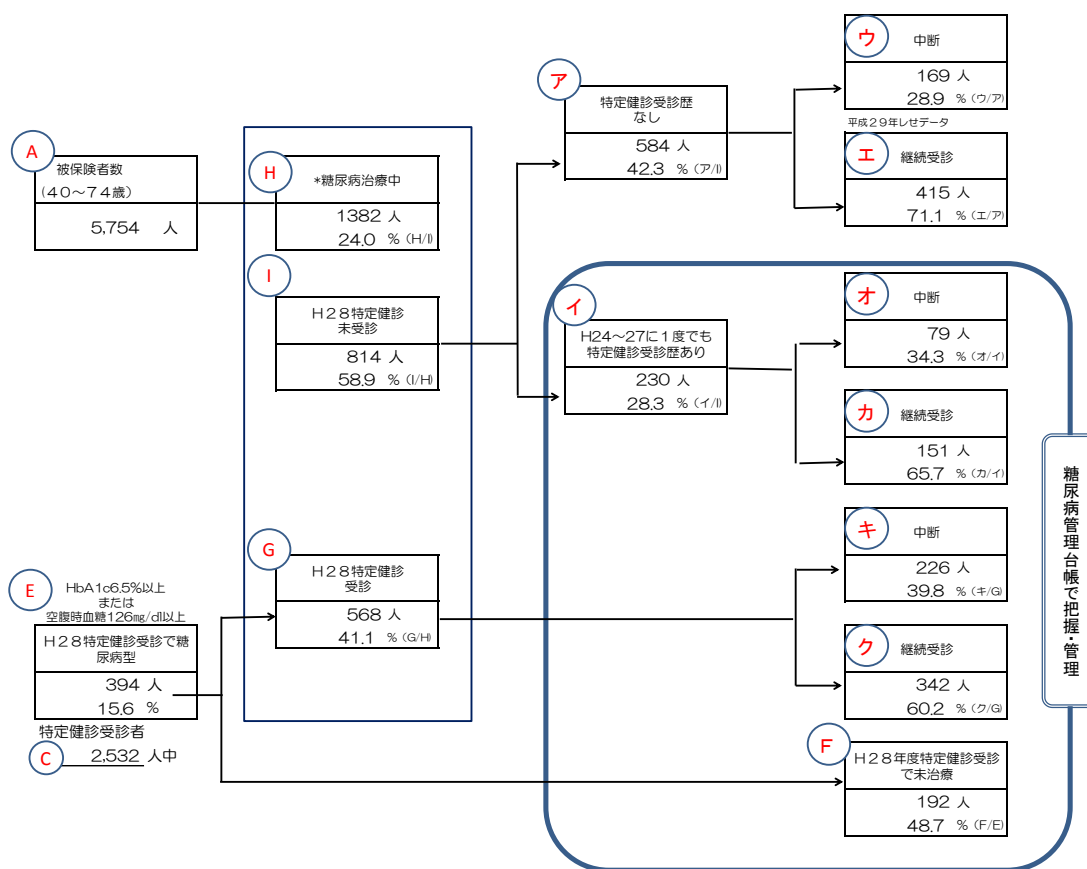 A
被保険者数
(40～74歳)
5,754 人
H
*糖尿病治療中
1382 人
24.0 % (H/I)
I
H28特定健診
未受診
814 人
58.9 % (I/H)
G
H28特定健診
受診
568 人
41.1 % (G/H)
E
HbA1c6.5%以上
または
空腹時血糖126mg/dl以上
H28特定健診受診で糖
尿病型
394 人
15.6 %
特定健診受診者
C
2,532 人中
ア
特定健診受診歴
なし
584 人
42.3 % (ア/I)
イ
H24～27に1度でも
特定健診受診歴あり
230 人
28.3 % (イ/I)
ウ
中断
169 人
28.9 % (ウ/ア)
平成29年レセデータ
エ
継続受診
415 人
71.1 % (エ/ア)
オ
中断
79 人
34.3 % (オ/イ)
カ
継続受診
151 人
65.7 % (カ/イ)
キ
中断
226 人
39.8 % (キ/G)
ク
継続受診
342 人
60.2 % (ク/G)
F
H28年度特定健診受診
で未治療
192 人
48.7 % (F/E)
糖尿病管理台帳で把握・管理